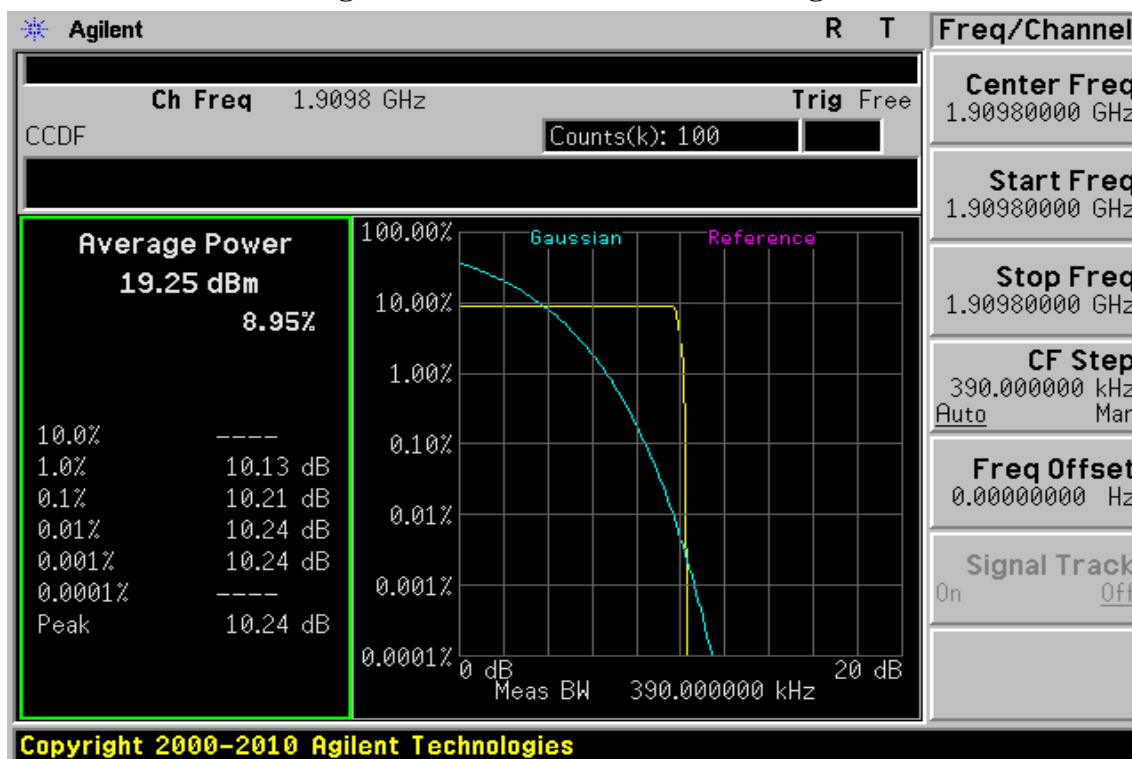 Agilent R T
Freq/Channel
Ch Freq 1.9098 GHz Trig Free
CCDF Counts(k): 100
Center Freq
1.90980000 GHz
Start Freq
1.90980000 GHz
Stop Freq
1.90980000 GHz
CF Step
390.000000 kHz
Auto Man
Freq Offset
0.00000000 Hz
Signal Track
On Off
Average Power
19.25 dBm
8.95%
10.0% ----
1.0% 10.13 dB
0.1% 10.21 dB
0.01% 10.24 dB
0.001% 10.24 dB
0.0001% ----
Peak 10.24 dB
Gaussian Reference
100.00%
10.00%
1.00%
0.10%
0.01%
0.001%
0.0001%
0 dB 20 dB
Meas BW 390.000000 kHz
Copyright 2000-2010 Agilent Technologies